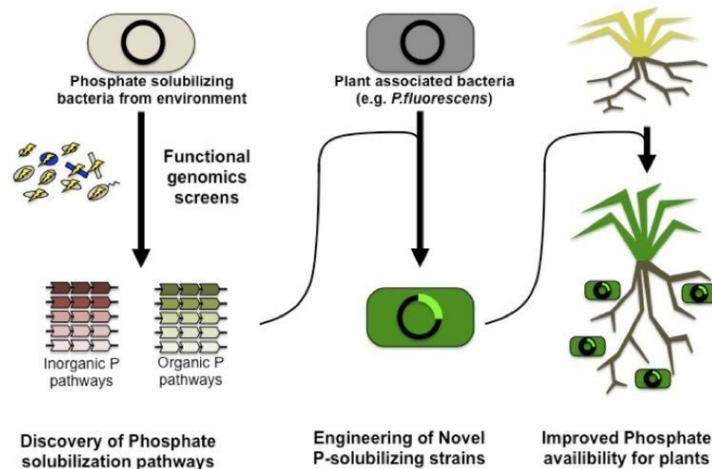 Phosphate solubilizing
bacteria from environment
Plant associated bacteria
(e.g. P.fluorescens)
Functional
genomics
screens
Inorganic P
pathways
Organic P
pathways
Discovery of Phosphate
solubilization pathways
Engineering of Novel
P-solubilizing strains
Improved Phosphate
availibility for plants